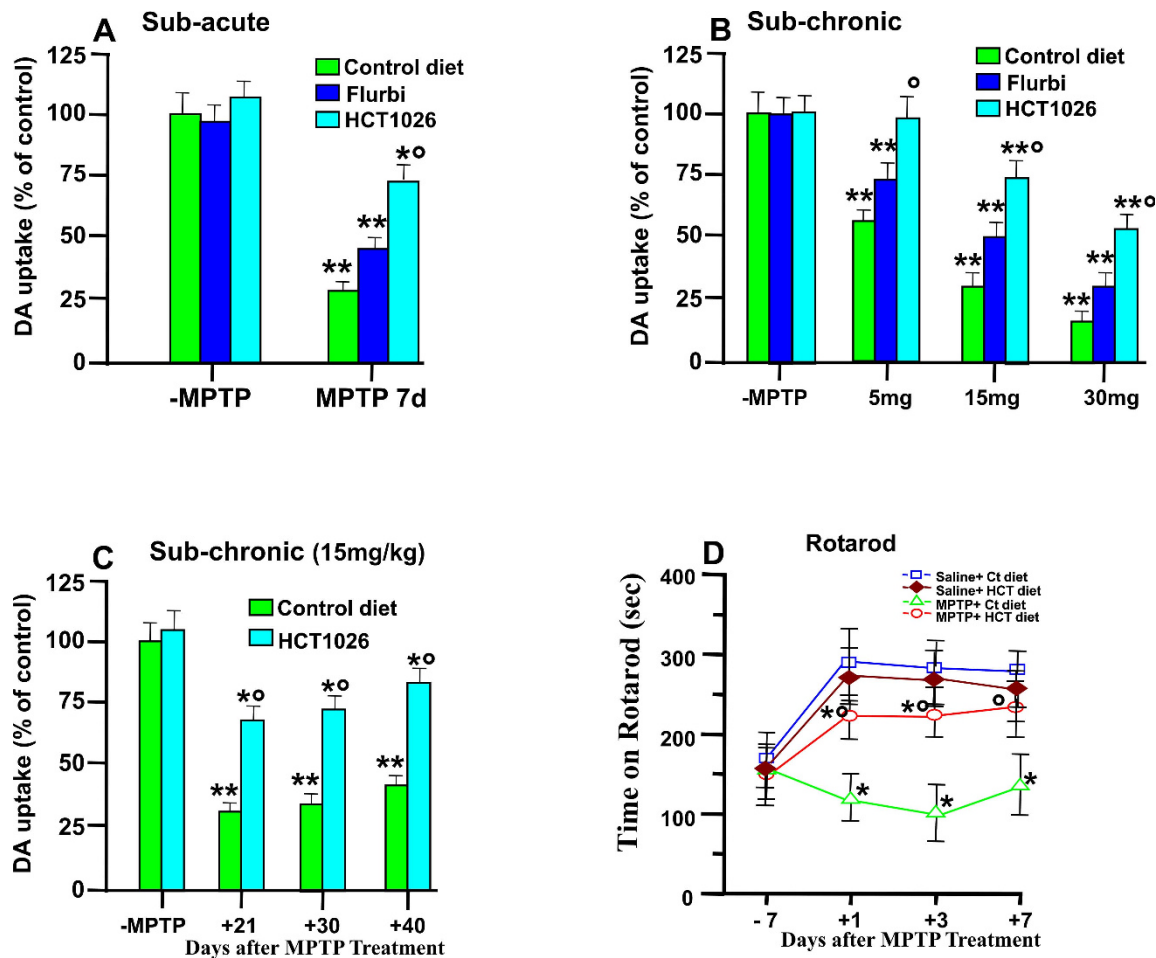 A Sub-acute
DA uptake (% of control)
125
100
75
50
25
0
Control diet
Flurbi
HCT1026
**
**
*°
-MPTP MPTP 7d
B Sub-chronic
DA uptake (% of control)
125
100
75
50
25
0
Control diet
Flurbi
HCT1026
**
**
°
**
**
**°
**
**
**°
-MPTP 5mg 15mg 30mg
C Sub-chronic (15mg/kg)
DA uptake (% of control)
125
100
75
50
25
0
Control diet
HCT1026
**
*°
**
*°
**
*°
-MPTP +21 +30 +40
Days after MPTP Treatment
D Rotarod
Time on Rotarod (sec)
400
300
200
100
0
Saline+ Ct diet
Saline+ HCT diet
MPTP+ Ct diet
MPTP+ HCT diet
*° *° °
* * *
- 7 +1 +3 +7
Days after MPTP Treatment